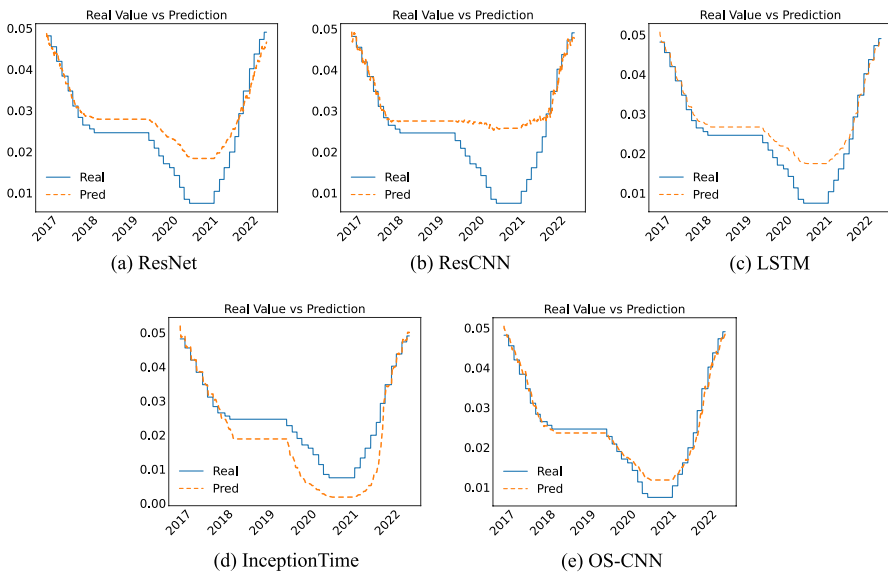 Real Value vs Prediction
0.05
0.04
0.03
0.02
0.01
Real
Pred
2017
2018
2019
2020
2021
2022
(a) ResNet
Real Value vs Prediction
0.05
0.04
0.03
0.02
0.01
Real
Pred
2017
2018
2019
2020
2021
2022
(b) ResCNN
Real Value vs Prediction
0.05
0.04
0.03
0.02
0.01
Real
Pred
2017
2018
2019
2020
2021
2022
(c) LSTM
Real Value vs Prediction
0.05
0.04
0.03
0.02
0.01
0.00
Real
Pred
2017
2018
2019
2020
2021
2022
(d) InceptionTime
Real Value vs Prediction
0.05
0.04
0.03
0.02
0.01
Real
Pred
2017
2018
2019
2020
2021
2022
(e) OS-CNN